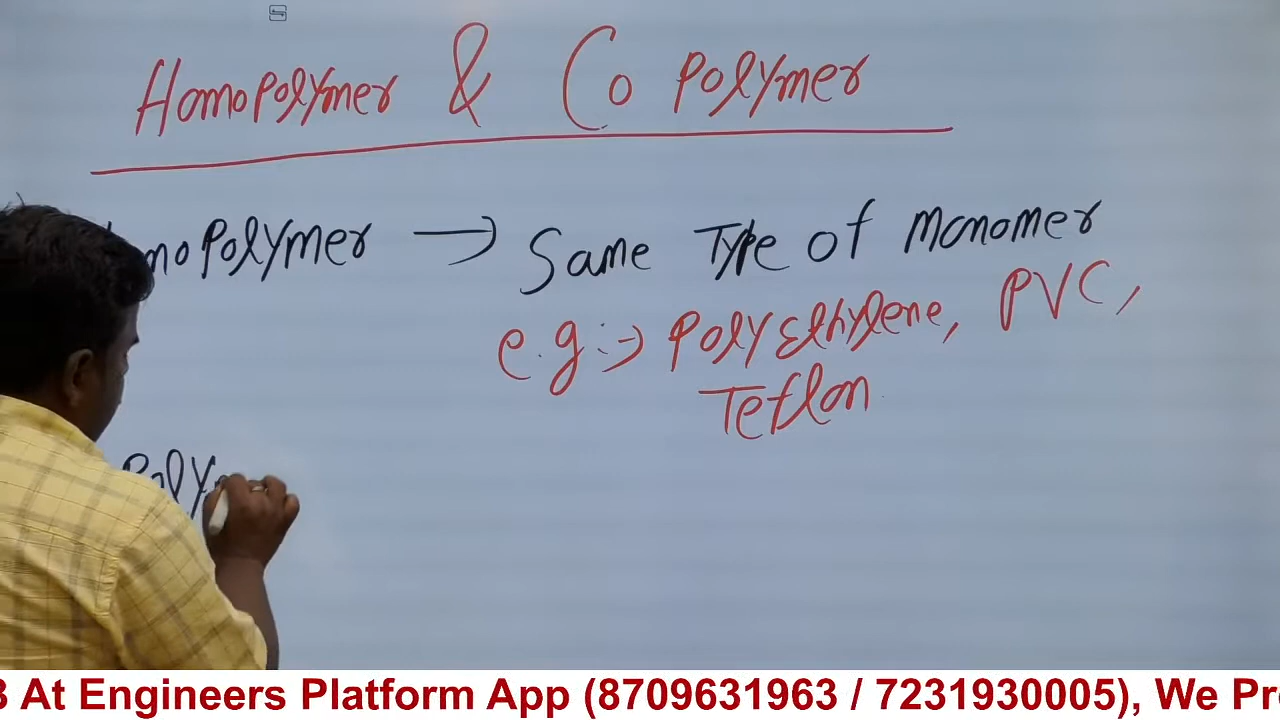 Homopolymer & Co polymer
moPolymer → Same Type of monomer
e.g:→ PolyEthylene, PVC,
Teflon
Poly
3 At Engineers Platform App (8709631963 / 7231930005), We Pr